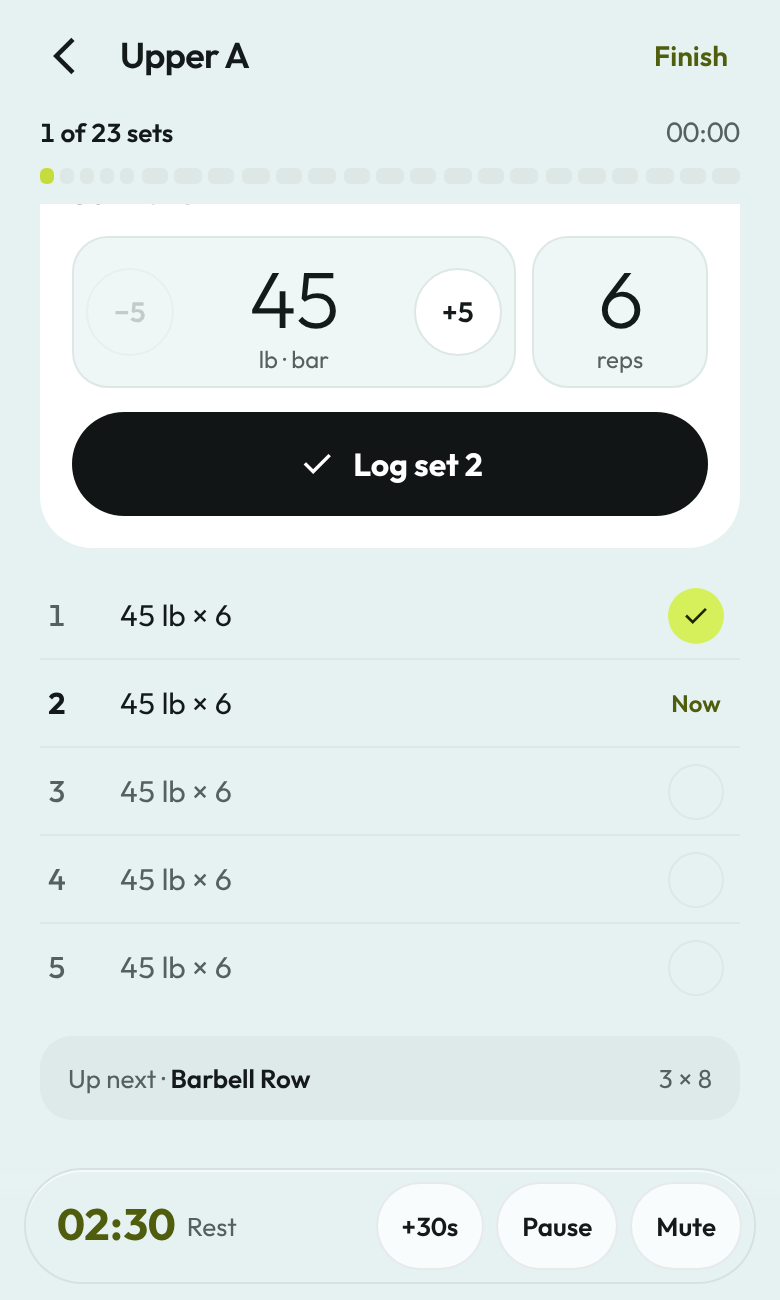 Upper A
Finish
1 of 23 sets
00:00
−5
45
lb · bar
+5
6
reps
Log set 2
1 45 lb × 6
2 45 lb × 6 Now
3 45 lb × 6
4 45 lb × 6
5 45 lb × 6
Up next · Barbell Row 3 × 8
02:30 Rest +30s Pause Mute